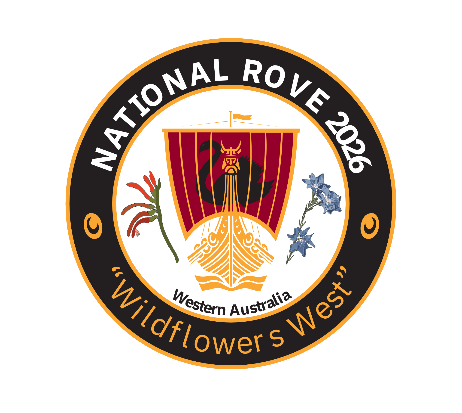 NATIONAL ROVE 2026
Western Australia
“Wildflowers West”